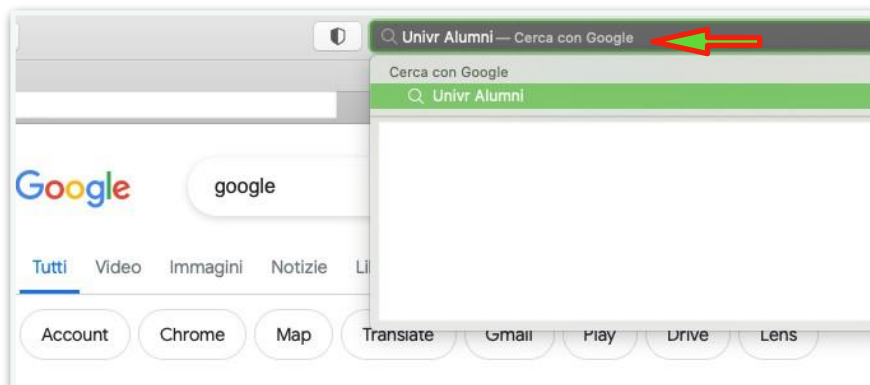 Univr Alumni — Cerca con Google
Cerca con Google
Univr Alumni
Google
google
Tutti Video Immagini Notizie Li
Account Chrome Map Translate Gmail Play Drive Lens